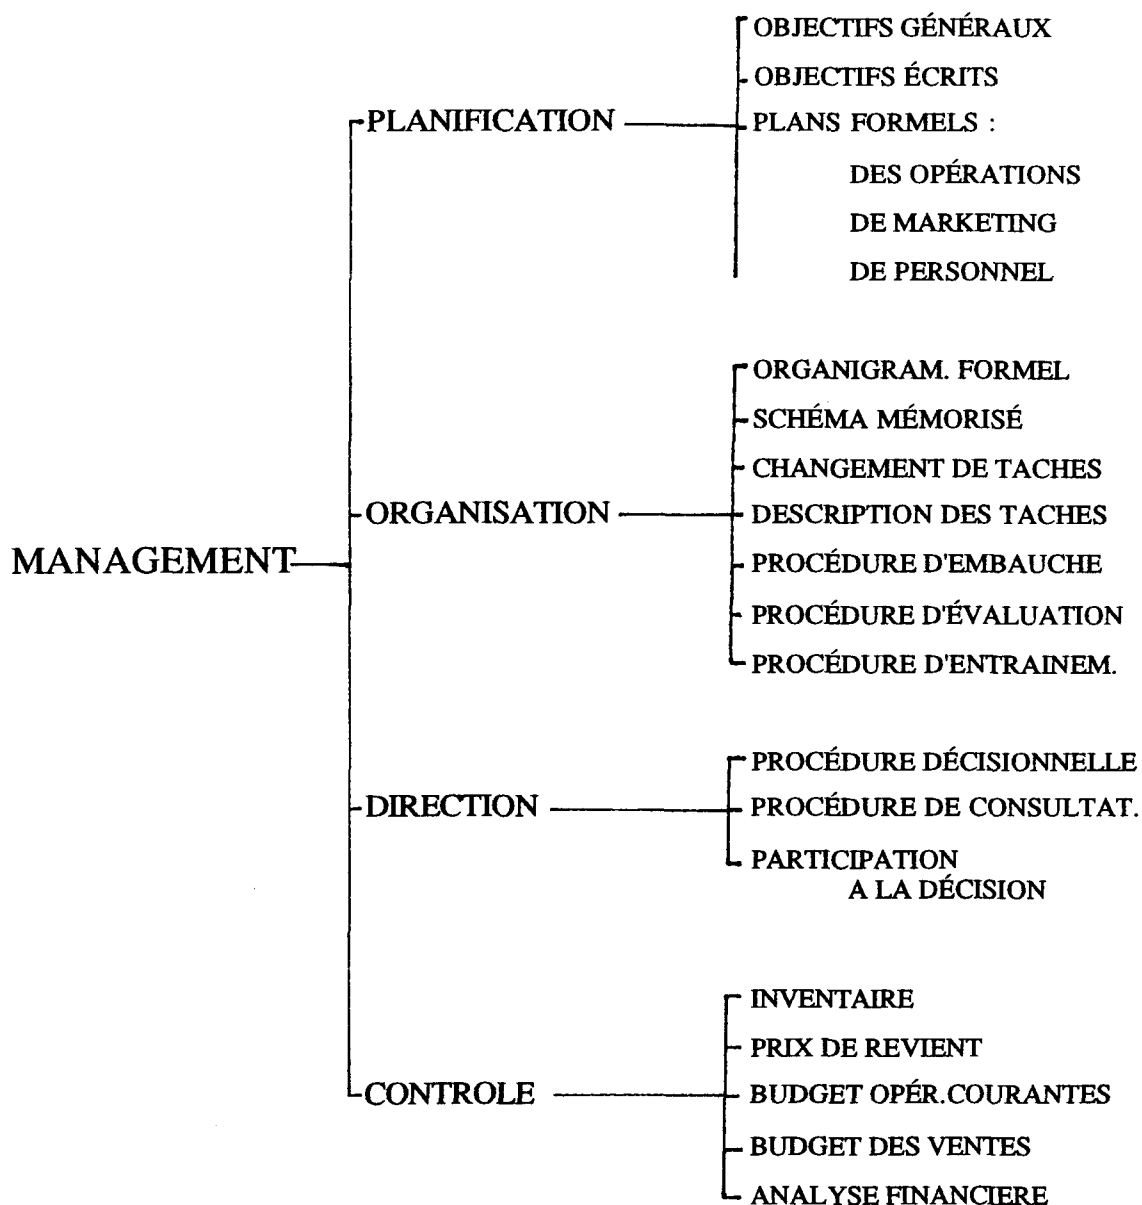 OBJECTIFS GÉNÉRAUX
OBJECTIFS ÉCRITS
PLANIFICATION
PLANS FORMELS :
DES OPÉRATIONS
DE MARKETING
DE PERSONNEL
ORGANIGRAM. FORMEL
SCHÉMA MÉMORISÉ
CHANGEMENT DE TACHES
ORGANISATION
DESCRIPTION DES TACHES
MANAGEMENT
PROCÉDURE D'EMBAUCHE
PROCÉDURE D'ÉVALUATION
PROCÉDURE D'ENTRAINEM.
PROCÉDURE DÉCISIONNELLE
DIRECTION
PROCÉDURE DE CONSULTAT.
PARTICIPATION
A LA DÉCISION
INVENTAIRE
PRIX DE REVIENT
CONTROLE
BUDGET OPÉR.COURANTES
BUDGET DES VENTES
ANALYSE FINANCIERE